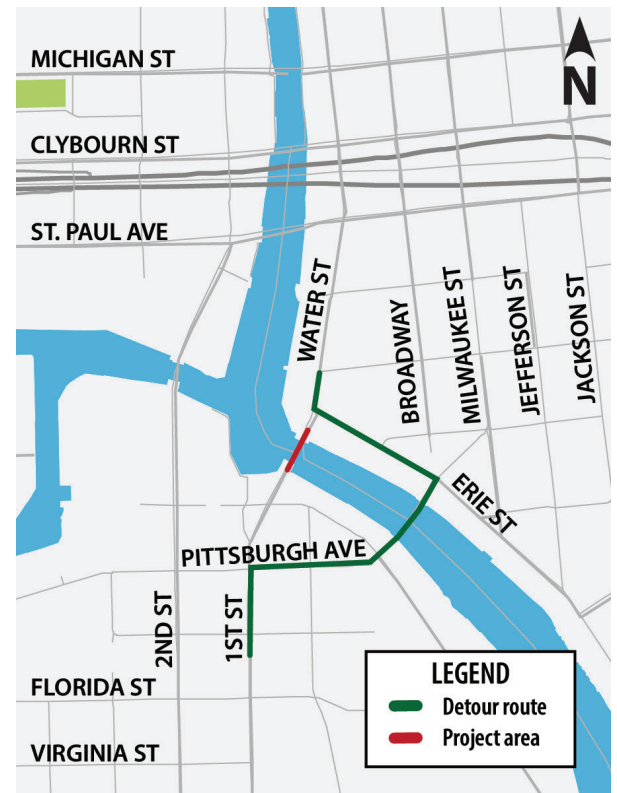 MICHIGAN ST
N
CLYBOURN ST
ST. PAUL AVE
WATER ST
BROADWAY
MILWAUKEE ST
JEFFERSON ST
JACKSON ST
ERIE ST
PITTSBURGH AVE
2ND ST
1ST ST
FLORIDA ST
VIRGINIA ST
LEGEND
Detour route
Project area